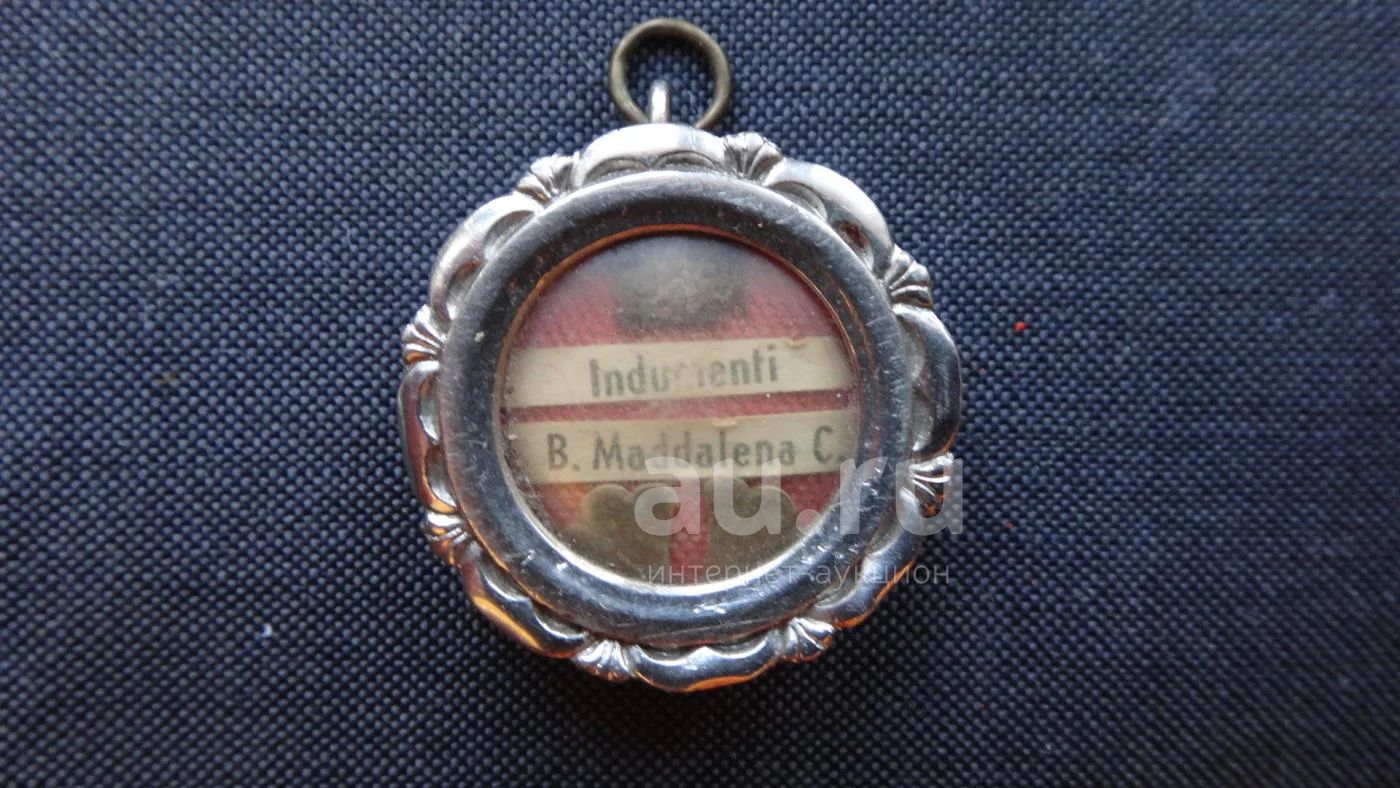 Indumenti
B. Maddalena C.
au.ru
интернет-аукцион